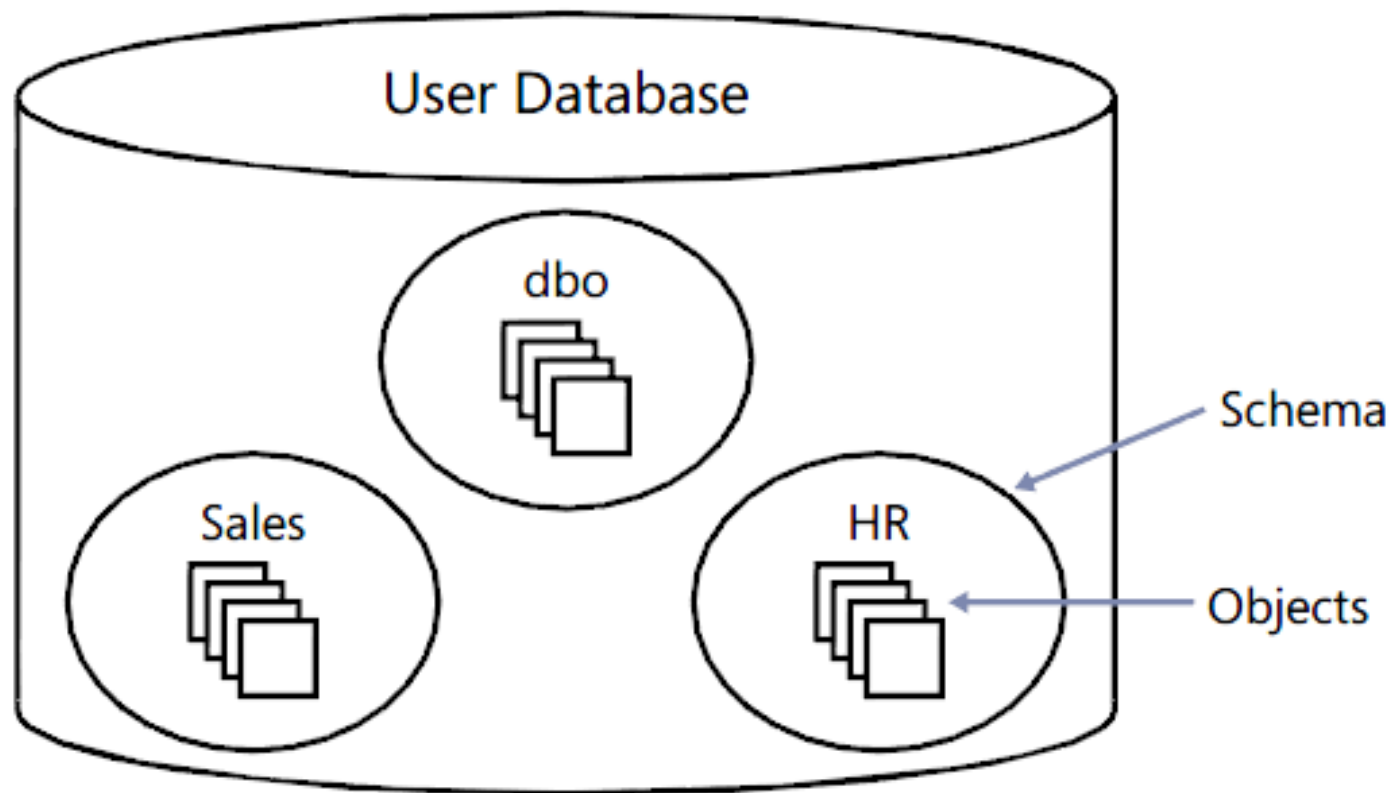 User Database
dbo
Schema
Sales
HR
Objects